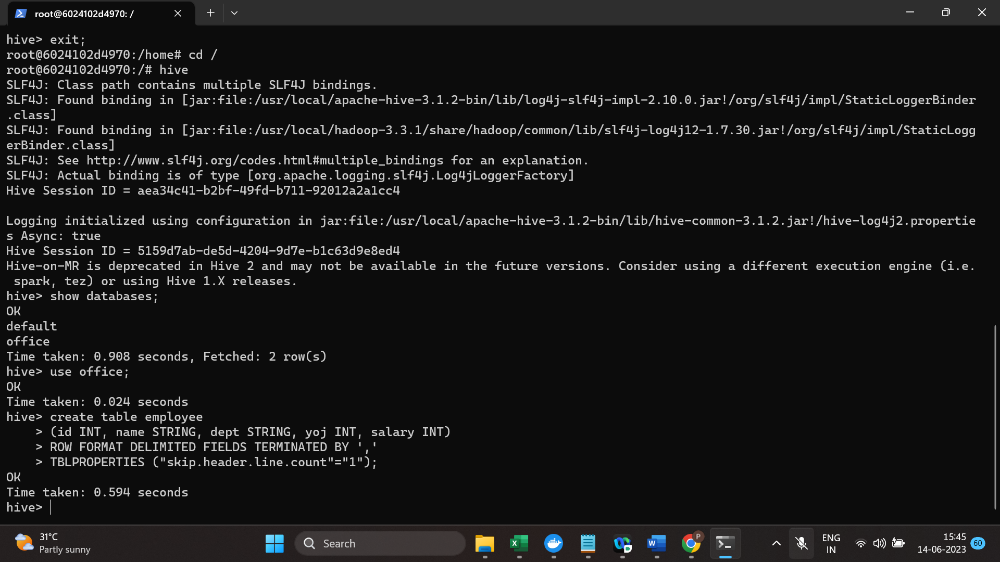 root@6024102d4970: /
hive> exit;
root@6024102d4970:/home# cd /
root@6024102d4970:/# hive
SLF4J: Class path contains multiple SLF4J bindings.
SLF4J: Found binding in [jar:file:/usr/local/apache-hive-3.1.2-bin/lib/log4j-slf4j-impl-2.10.0.jar!/org/slf4j/impl/StaticLoggerBinder
.class]
SLF4J: Found binding in [jar:file:/usr/local/hadoop-3.3.1/share/hadoop/common/lib/slf4j-log4j12-1.7.30.jar!/org/slf4j/impl/StaticLogg
erBinder.class]
SLF4J: See http://www.slf4j.org/codes.html#multiple_bindings for an explanation.
SLF4J: Actual binding is of type [org.apache.logging.slf4j.Log4jLoggerFactory]
Hive Session ID = aea34c41-b2bf-49fd-b711-92012a2a1cc4
Logging initialized using configuration in jar:file:/usr/local/apache-hive-3.1.2-bin/lib/hive-common-3.1.2.jar!/hive-log4j2.propertie
s Async: true
Hive Session ID = 5159d7ab-de5d-4204-9d7e-b1c63d9e8ed4
Hive-on-MR is deprecated in Hive 2 and may not be available in the future versions. Consider using a different execution engine (i.e.
 spark, tez) or using Hive 1.X releases.
hive> show databases;
OK
default
office
Time taken: 0.908 seconds, Fetched: 2 row(s)
hive> use office;
OK
Time taken: 0.024 seconds
hive> create table employee
    > (id INT, name STRING, dept STRING, yoj INT, salary INT)
    > ROW FORMAT DELIMITED FIELDS TERMINATED BY ','
    > TBLPROPERTIES ("skip.header.line.count"="1");
OK
Time taken: 0.594 seconds
hive>
31°C
Partly sunny
Search
P
ENG
IN
15:45
14-06-2023
60